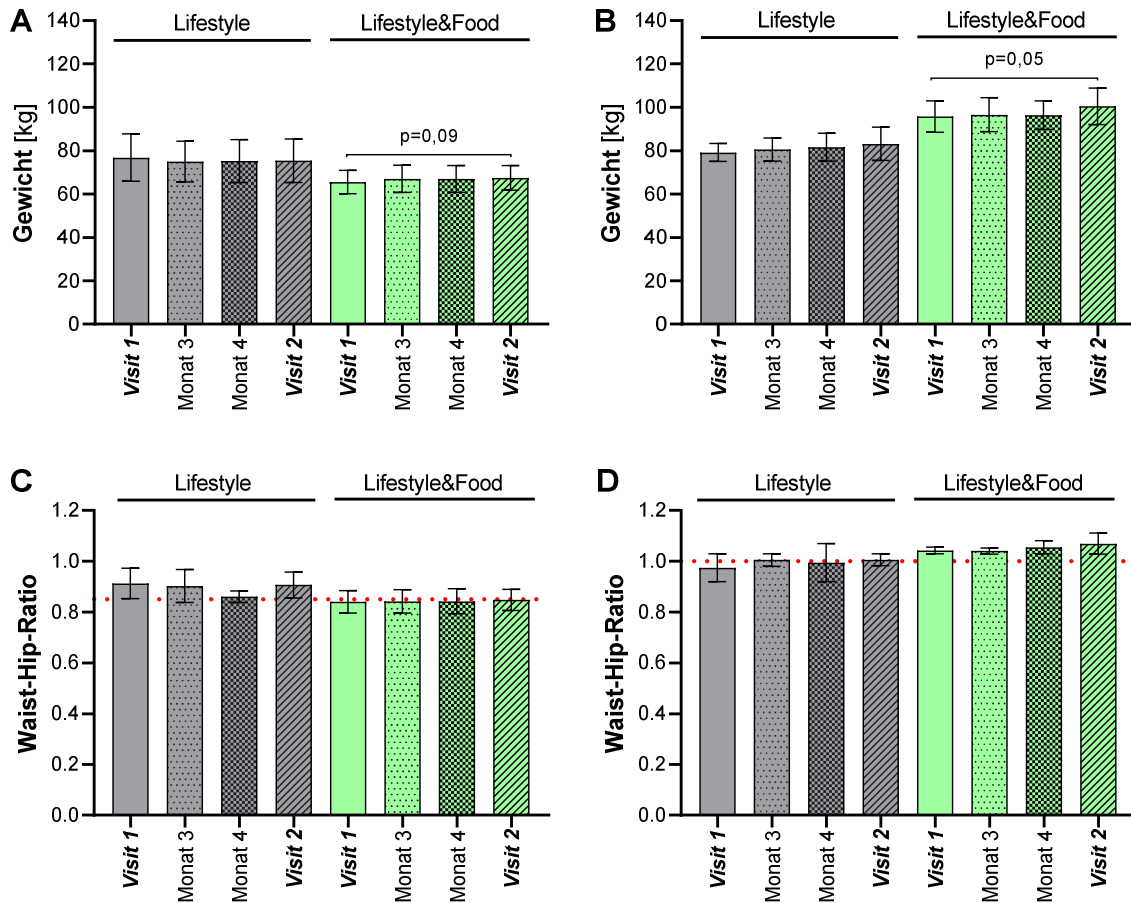 A
Lifestyle
Lifestyle&Food
Gewicht [kg]
140
120
100
80
60
40
20
0
p=0,09
Visit 1
Monat 3
Monat 4
Visit 2
Visit 1
Monat 3
Monat 4
Visit 2
B
Lifestyle
Lifestyle&Food
Gewicht [kg]
140
120
100
80
60
40
20
0
p=0,05
Visit 1
Monat 3
Monat 4
Visit 2
Visit 1
Monat 3
Monat 4
Visit 2
C
Lifestyle
Lifestyle&Food
Waist-Hip-Ratio
1.2
1.0
0.8
0.6
0.4
0.2
0.0
Visit 1
Monat 3
Monat 4
Visit 2
Visit 1
Monat 3
Monat 4
Visit 2
D
Lifestyle
Lifestyle&Food
Waist-Hip-Ratio
1.2
1.0
0.8
0.6
0.4
0.2
0.0
Visit 1
Monat 3
Monat 4
Visit 2
Visit 1
Monat 3
Monat 4
Visit 2